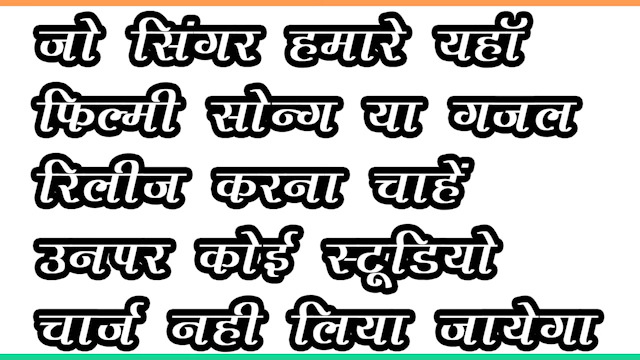 जो सिंगर हमारे यहॉ
फिल्मी सोन्ग या गजल
रिलीज करना चाहें
उनपर कोई स्टूडियो
चार्ज नही लिया जायेगा